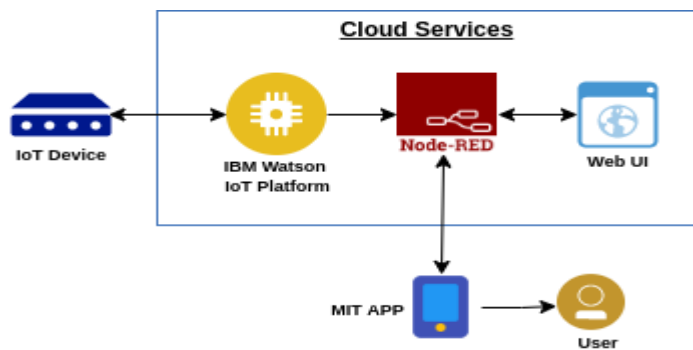 Cloud Services
IoT Device
IBM Watson
IoT Platform
Node-RED
Web UI
MIT APP
User